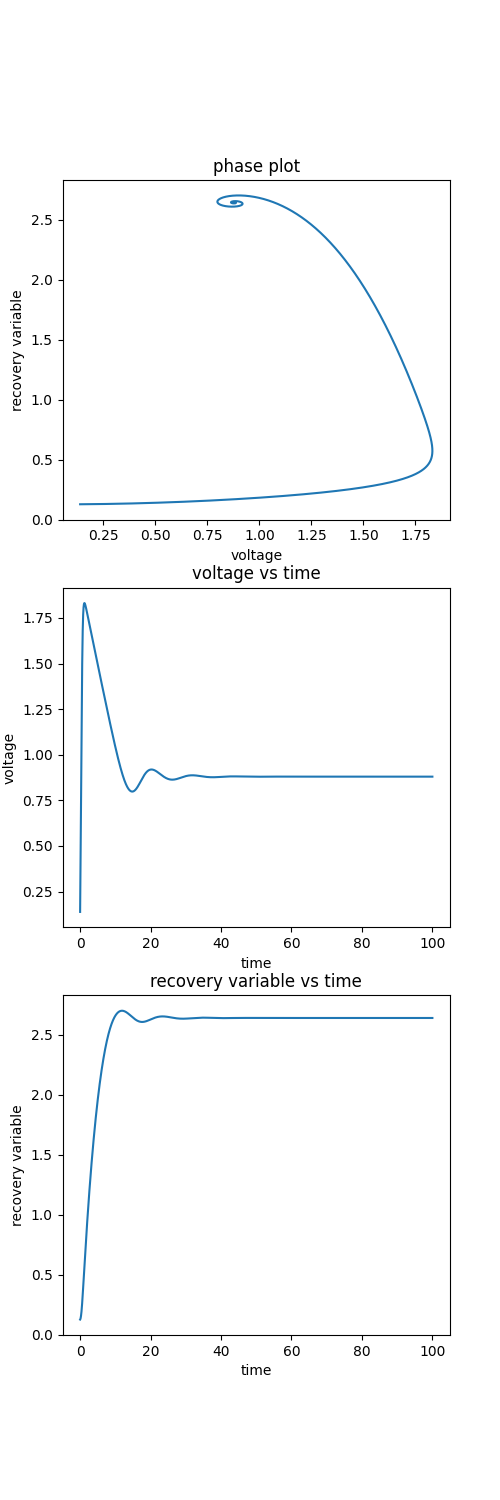 phase plot
2.5
2.0
1.5
1.0
0.5
0.0
recovery variable
0.25 0.50 0.75 1.00 1.25 1.50 1.75
voltage
voltage vs time
1.75
1.50
1.25
1.00
0.75
0.50
0.25
voltage
0 20 40 60 80 100
time
recovery variable vs time
2.5
2.0
1.5
1.0
0.5
0.0
recovery variable
0 20 40 60 80 100
time